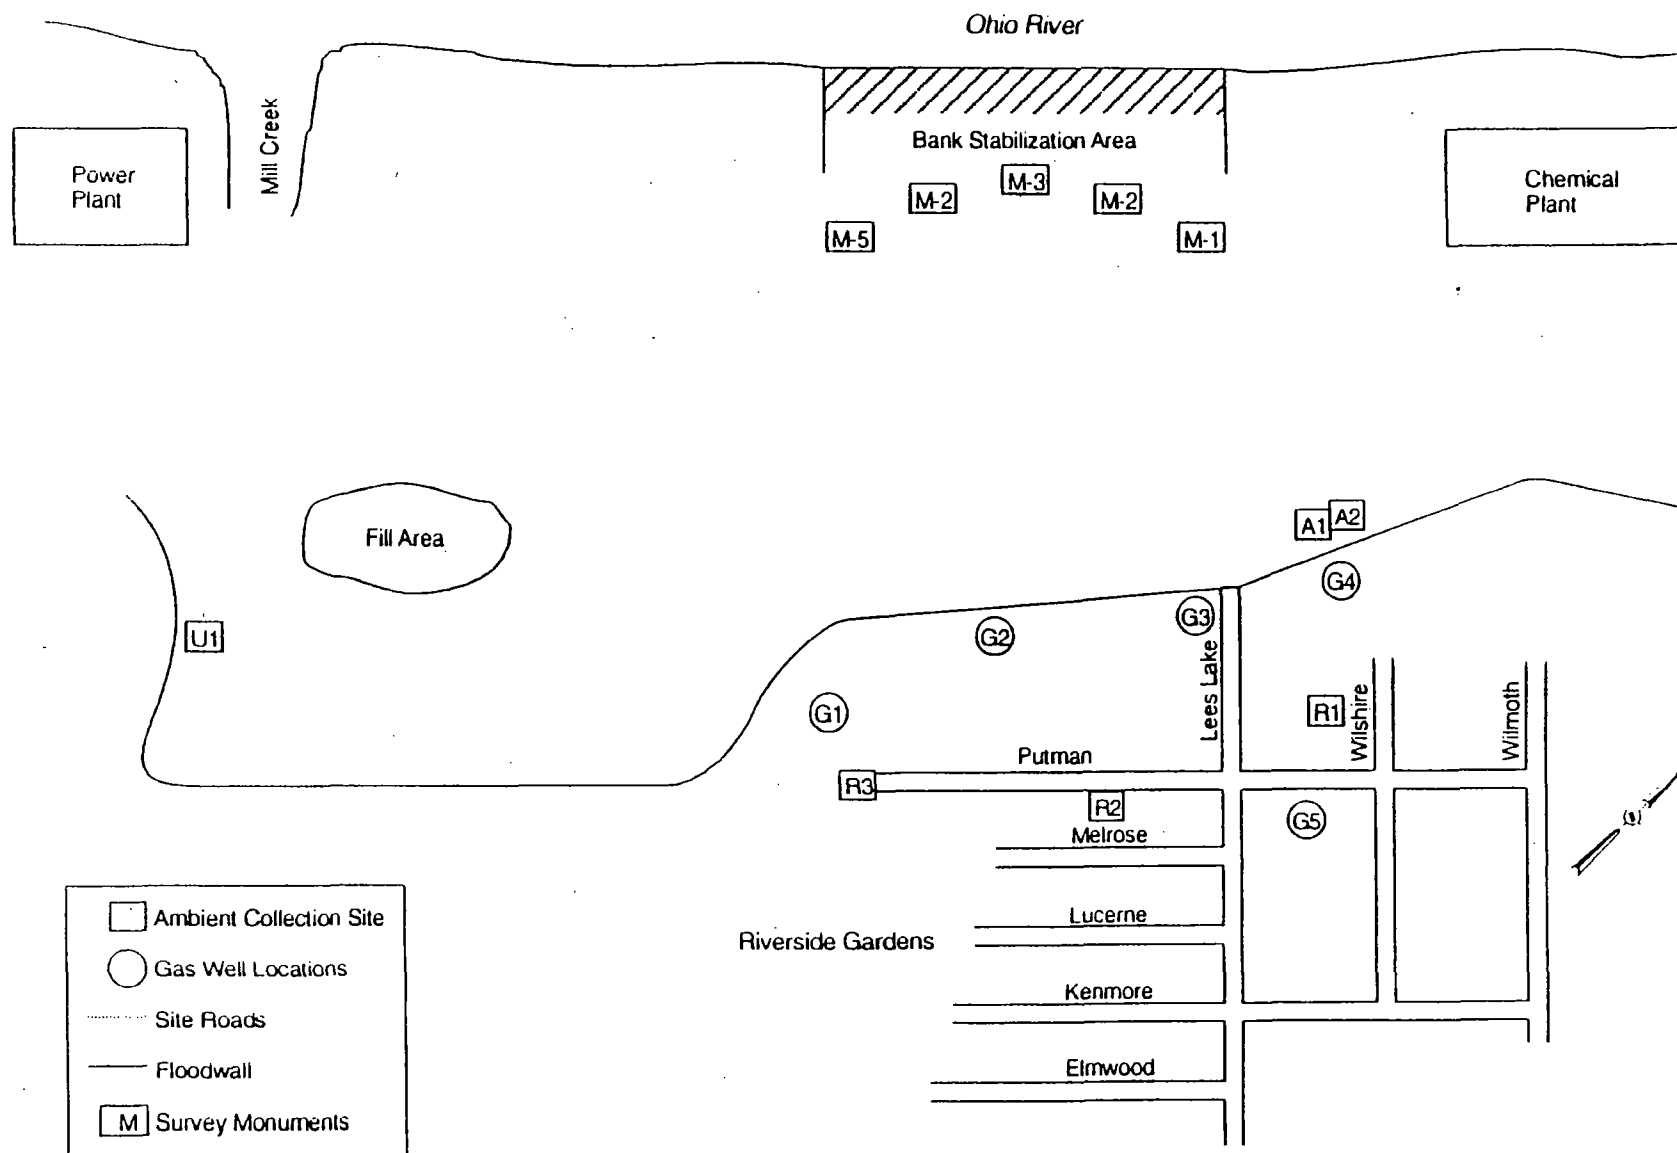 Ohio River
Mill Creek
Bank Stabilization Area
Power
Plant
Chemical
Plant
M-3
M-2
M-2
M-5
M-1
Fill Area
A1
A2
G4
U1
G3
G2
Lees Lake
G1
R1
Wilshire
Wilmoth
Putman
R3
R2
G5
Melrose
Lucerne
Riverside Gardens
Kenmore
Elmwood
Ambient Collection Site
Gas Well Locations
Site Roads
Floodwall
M Survey Monuments